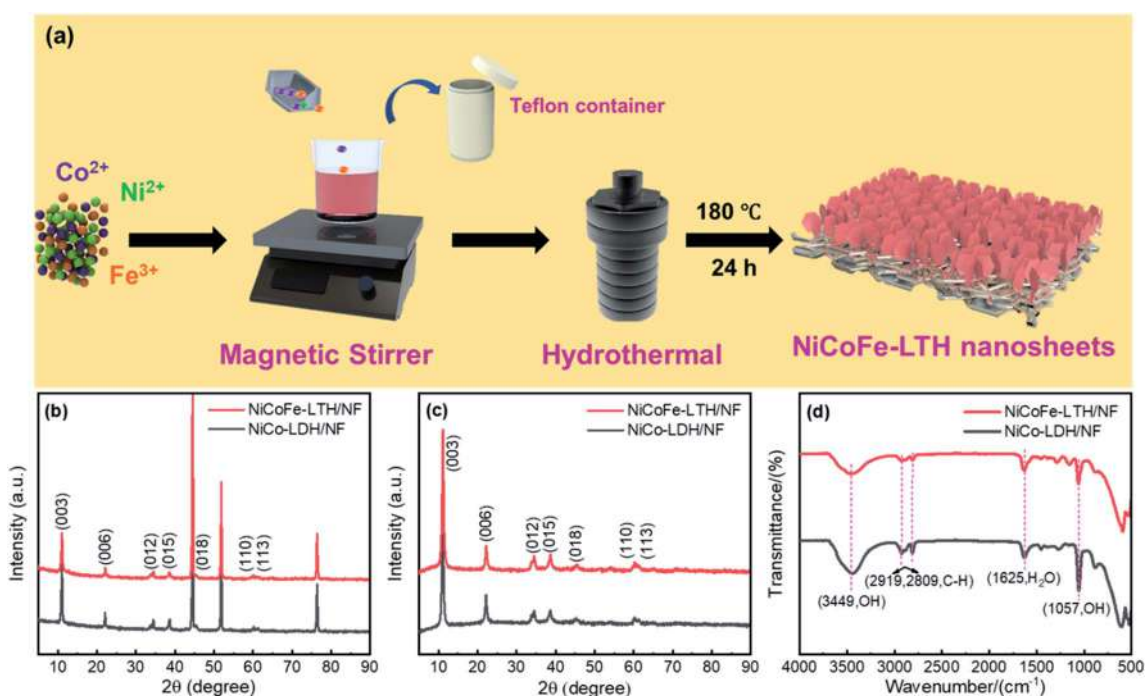 (a)
Teflon container
Co²⁺
Ni²⁺
Fe³⁺
180 ℃
24 h
Magnetic Stirrer
Hydrothermal
NiCoFe-LTH nanosheets
(b)
NiCoFe-LTH/NF
NiCo-LDH/NF
(003)
(006)
(012)
(015)
(018)
(110)
(113)
Intensity (a.u.)
10 20 30 40 50 60 70 80 90
2θ (degree)
(c)
NiCoFe-LTH/NF
NiCo-LDH/NF
(003)
(006)
(012)
(015)
(018)
(110)
(113)
Intensity (a.u.)
10 20 30 40 50 60 70 80 90
2θ (degree)
(d)
NiCoFe-LTH/NF
NiCo-LDH/NF
Transmittance/(%)
(3449,OH)
(2919,2809,C-H)
(1625,H₂O)
(1057,OH)
4000 3500 3000 2500 2000 1500 1000 500
Wavenumber/(cm⁻¹)